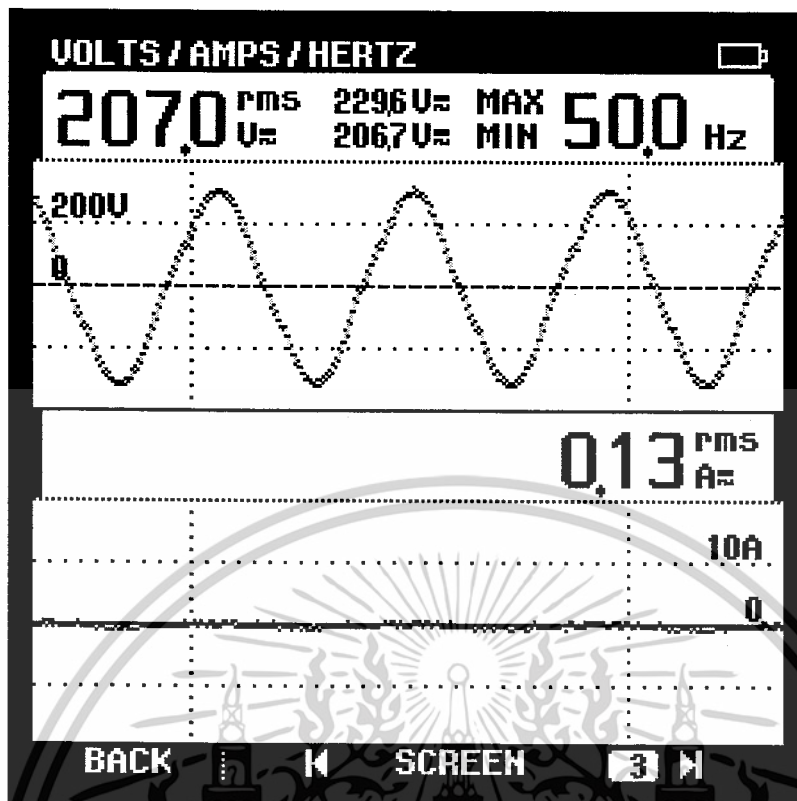 VOLTS/AMPS/HERTZ
207.0 rms V≂ 229.6 V≂ MAX 50.0 Hz
206.7 V≂ MIN
200V
0
0.13 rms A≂
10A
0
BACK SCREEN 3